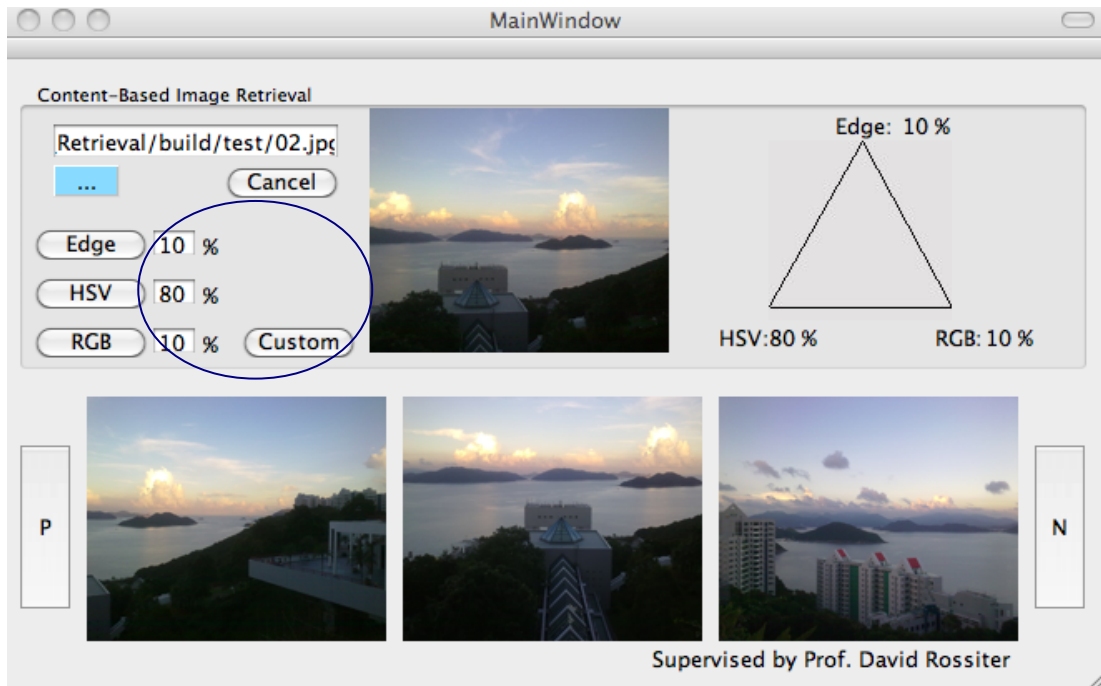 MainWindow
Content-Based Image Retrieval
Retrieval/build/test/02.jpg
Edge: 10 %
... Cancel
Edge 10 %
HSV 80 %
RGB 10 % Custom
HSV:80 % RGB: 10 %
P
N
Supervised by Prof. David Rossiter